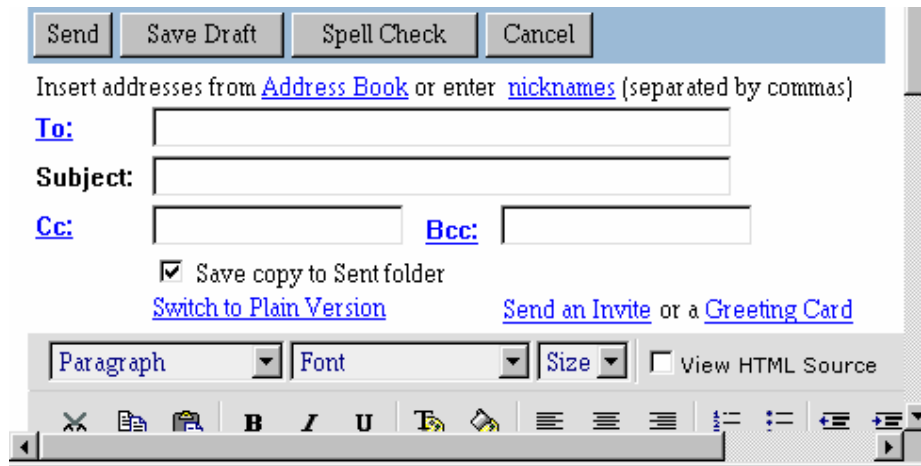 Send Save Draft Spell Check Cancel
Insert addresses from Address Book or enter nicknames (separated by commas)
To:
Subject:
Cc: Bcc:
Save copy to Sent folder
Switch to Plain Version Send an Invite or a Greeting Card
Paragraph Font Size View HTML Source
B I U T